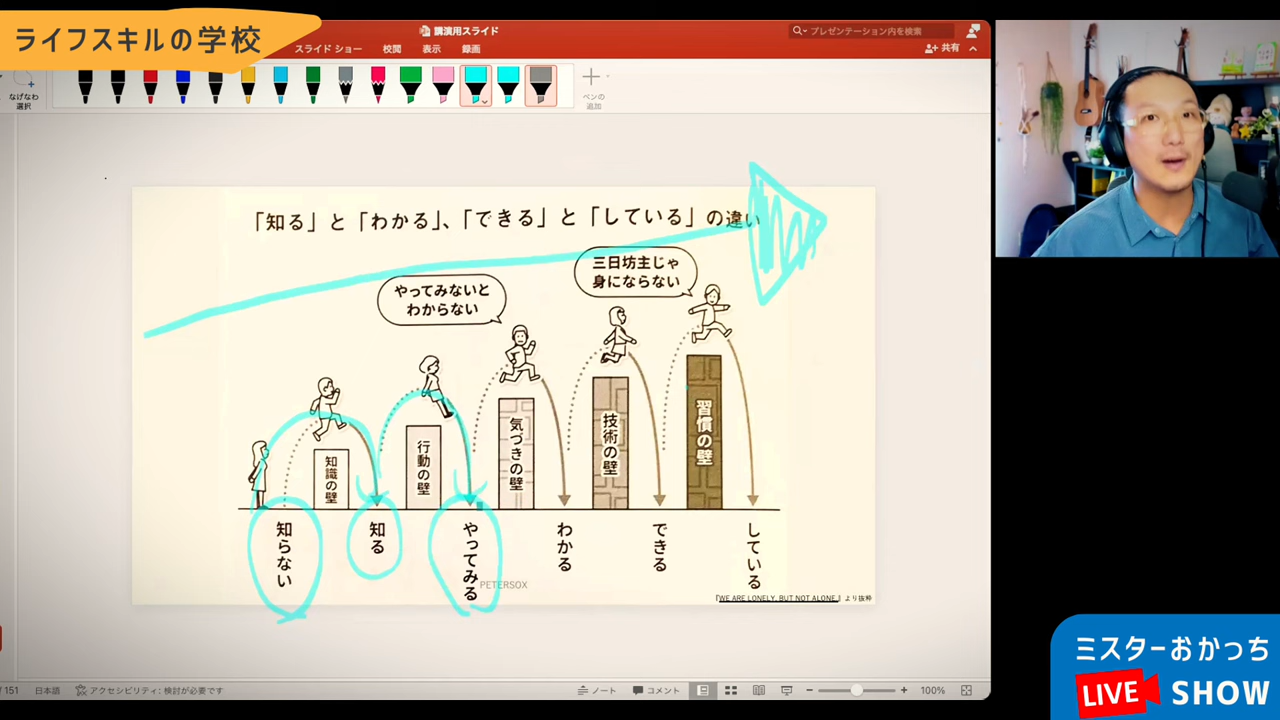 ライフスキルの学校
講演用スライド
プレゼンテーション内を検索
スライド ショー
校閲
表示
録画
共有
なげなわ
選択
ペンの
追加
「知る」と「わかる」、「できる」と「している」の違い
三日坊主じゃ
身にならない
やってみないと
わからない
知識の壁
行動の壁
気づきの壁
技術の壁
習慣の壁
知らない
知る
やってみる
わかる
できる
している
PETERSOX
『WE ARE LONELY, BUT NOT ALONE.』より抜粋
/ 151
日本語
アクセシビリティ: 検討が必要です
ノート
コメント
100%
ミスターおかっち
LIVE SHOW